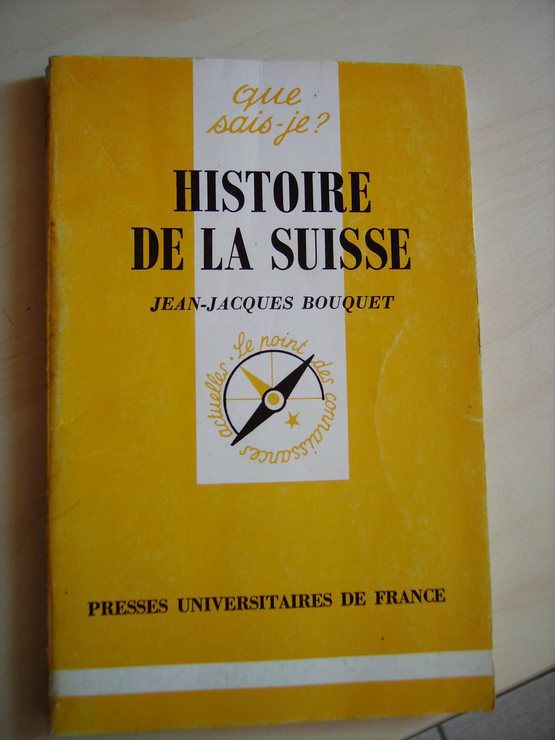 que
sais-je?
HISTOIRE
DE LA SUISSE
JEAN-JACQUES BOUQUET
Le point des connaissances actuelles.
PRESSES UNIVERSITAIRES DE FRANCE